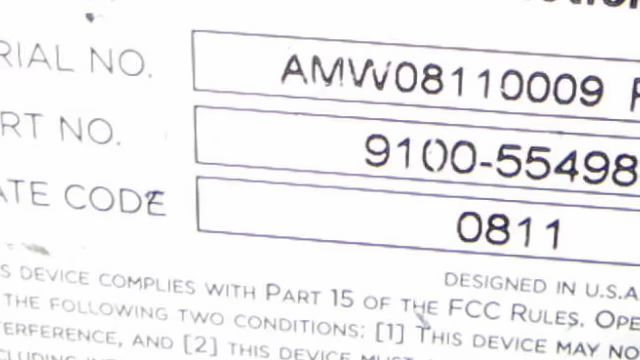 RIAL NO. AMW08110009
RT NO. 9100-55498
ATE CODE 0811
DESIGNED IN U.S.A
S DEVICE COMPLIES WITH PART 15 OF THE FCC RULES. OPE
THE FOLLOWING TWO CONDITIONS: [1] THIS DEVICE MAY NO
ERFERENCE, AND [2] THIS DEVICE